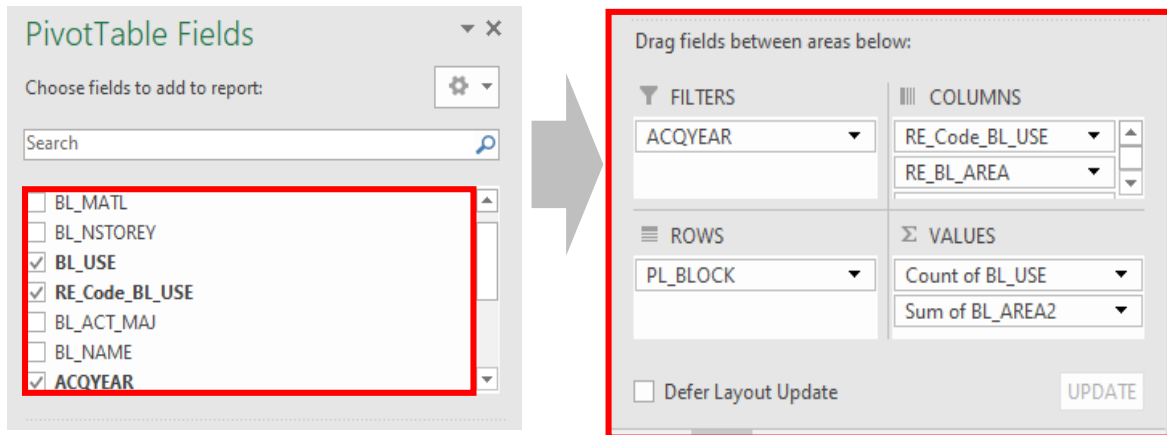 PivotTable Fields
Choose fields to add to report:
Search
BL_MATL
BL_NSTOREY
BL_USE
RE_Code_BL_USE
BL_ACT_MAJ
BL_NAME
ACQYEAR
Drag fields between areas below:
FILTERS
ACQYEAR
COLUMNS
RE_Code_BL_USE
RE_BL_AREA
ROWS
PL_BLOCK
Σ VALUES
Count of BL_USE
Sum of BL_AREA2
Defer Layout Update
UPDATE